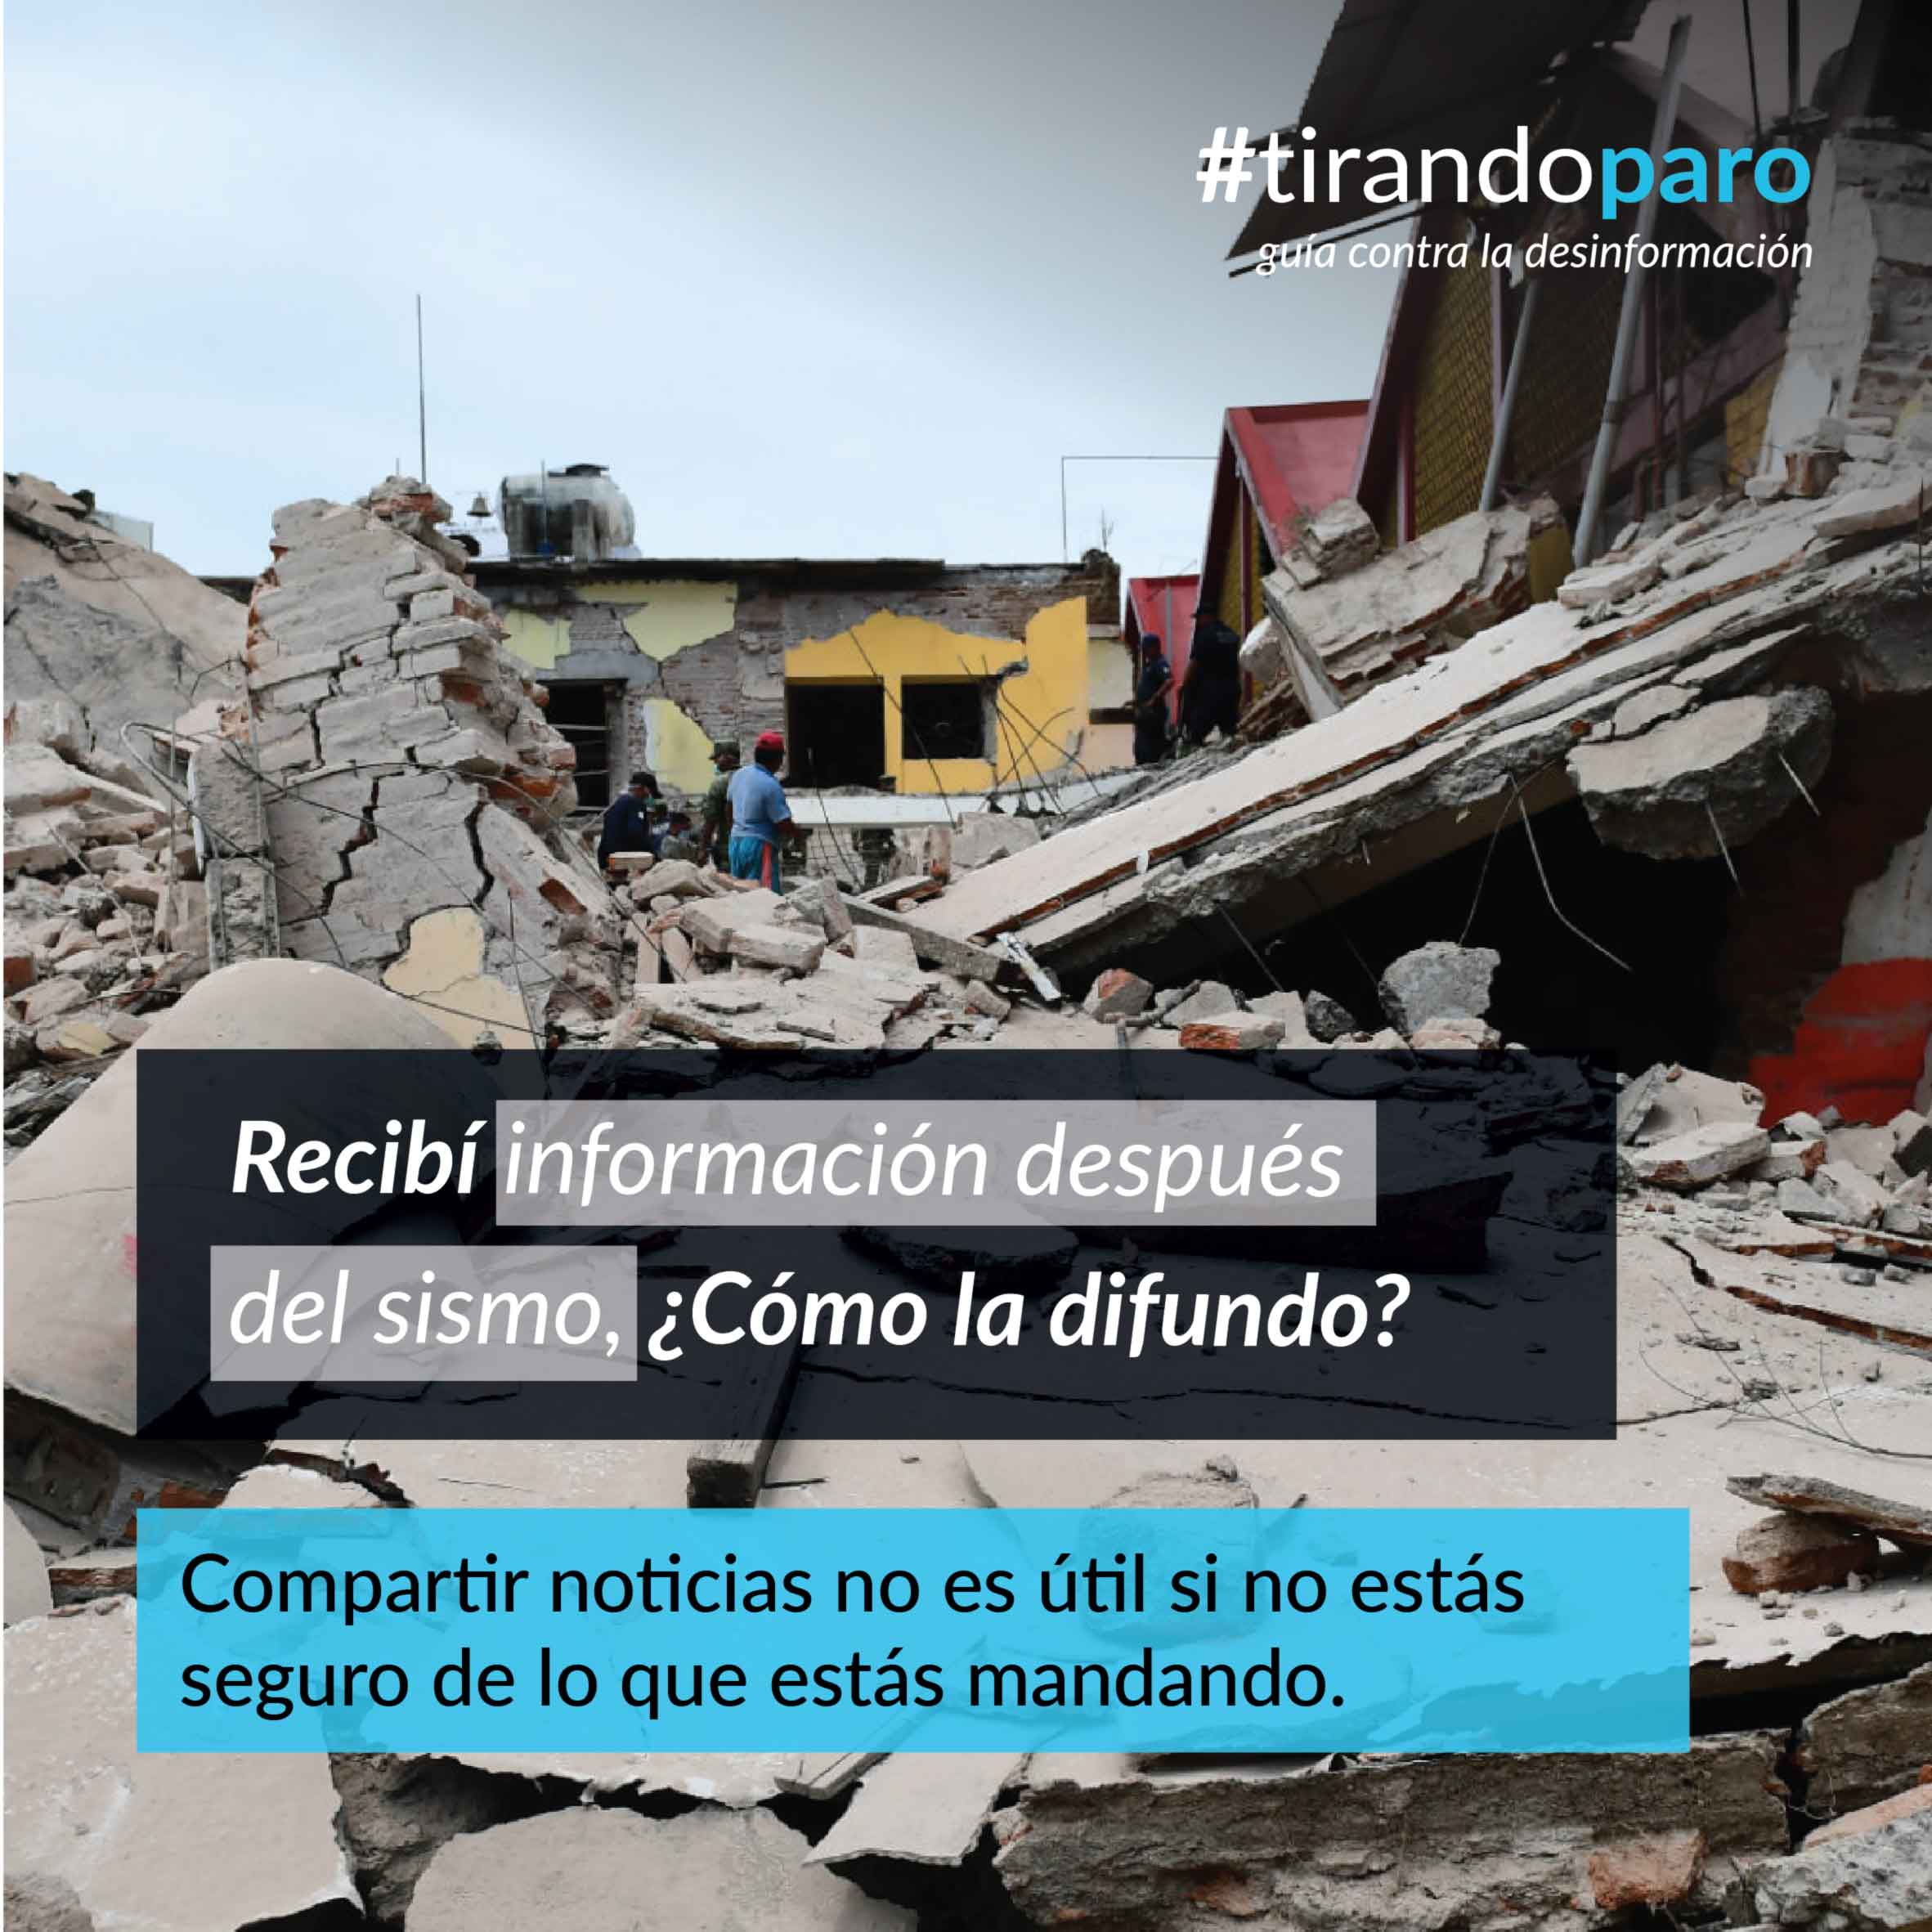 #tirandoparo
guía contra la desinformación
Recibí información después
del sismo, ¿Cómo la difundo?
Compartir noticias no es útil si no estás
seguro de lo que estás mandando.